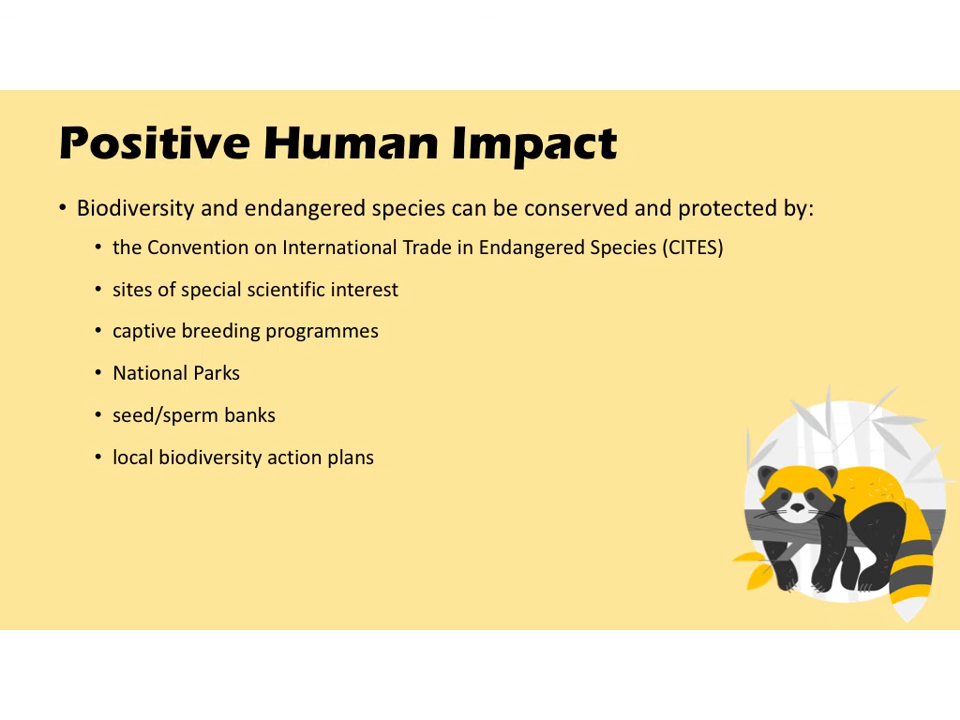 Positive Human Impact
• Biodiversity and endangered species can be conserved and protected by:
• the Convention on International Trade in Endangered Species (CITES)
• sites of special scientific interest
• captive breeding programmes
• National Parks
• seed/sperm banks
• local biodiversity action plans